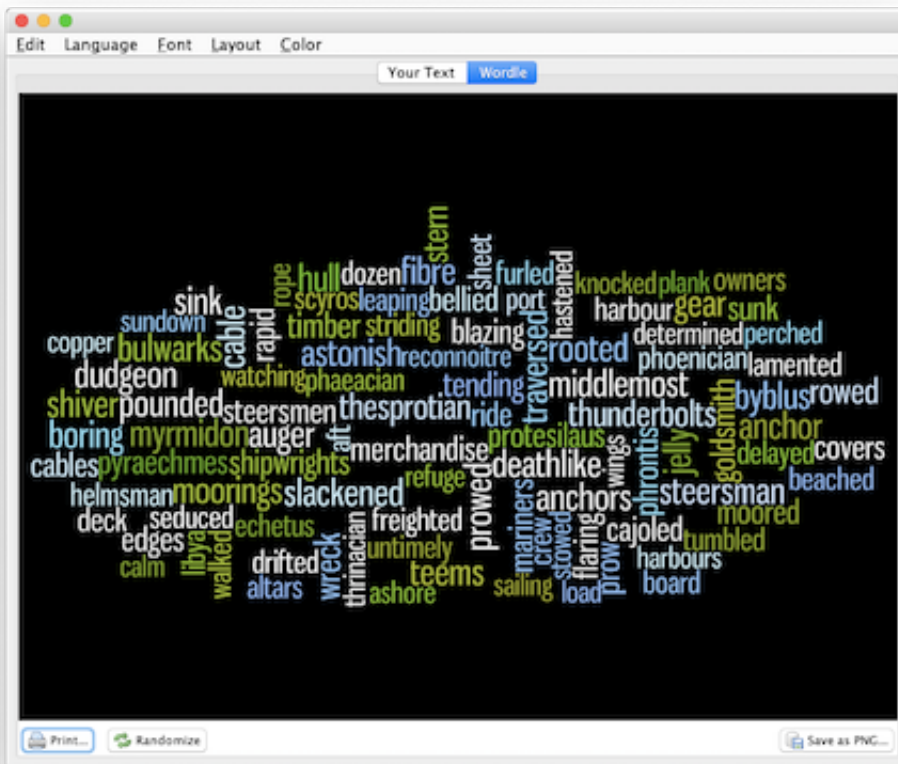 Edit Language Font Layout Color
Your Text Wordle
stern
sheet
rope hull dozen fibre furled hastened knocked plank owners
sink scyros leaping bellied port harbour gear sunk
sundown cable rapid timber striding blazing traversed determined perched
copper bulwarks astonish reconnoitre rooted phoenician lamented
dudgeon watching phaeacian tending middlemost goldsmith byblus rowed
shiver pounded steersmen thesprotian ride thunderbolts anchor
boring myrmidon auger aft merchandise protesilaus wings phrontis jelly delayed covers
cables pyraechmes shipwrights refuge prowed deathlike beached
helmsman moorings slackened mariners anchors steersman moored
deck seduced echetus freighted crew stowed flaring cajoled tumbled
edges libya walked drifted wreck thrinacian untimely prow harbours
calm altars ashore teems sailing load board
Print... Randomize Save as PNG...